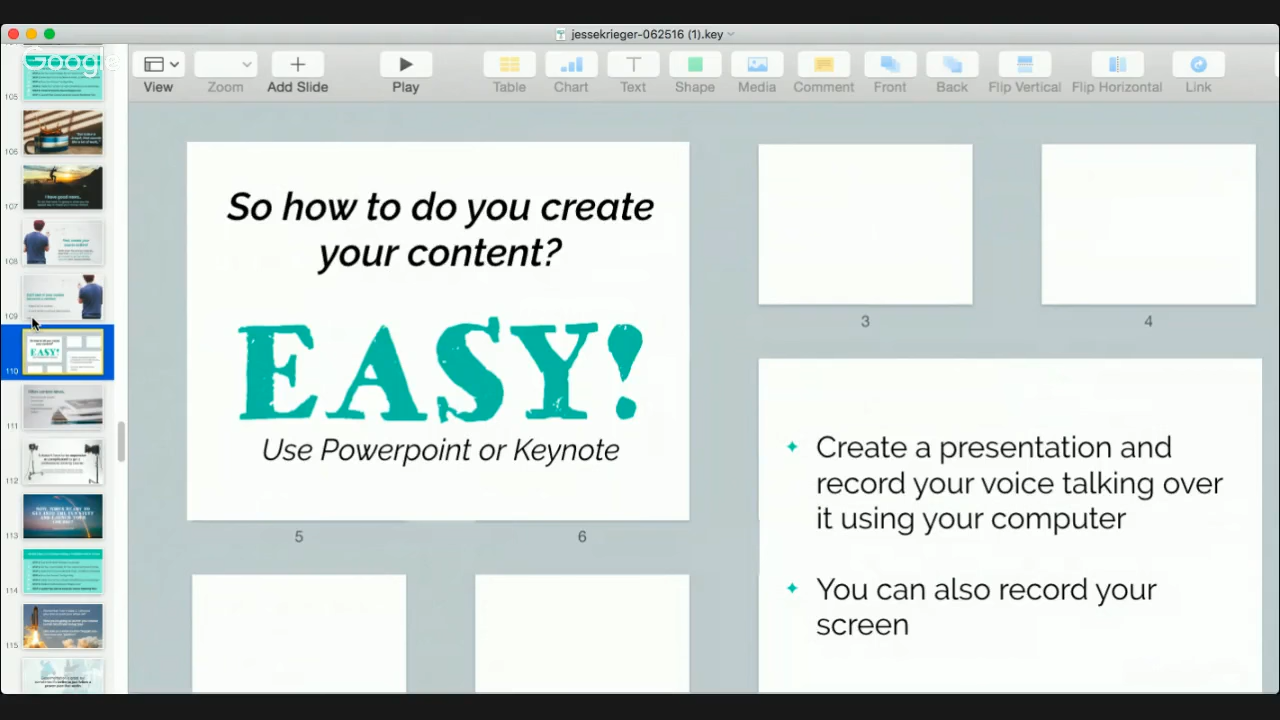 jessekrieger-062516 (1).key
Google
View
Zoom
Add Slide
Play
Table
Chart
Text
Shape
Media
Comment
Front
Back
Flip Vertical
Flip Horizontal
Link
105
106
107
108
109
110
111
112
113
114
115
So how to do you create
your content?
EASY!
Use Powerpoint or Keynote
3
4
5
6
Create a presentation and
record your voice talking over
it using your computer
You can also record your
screen